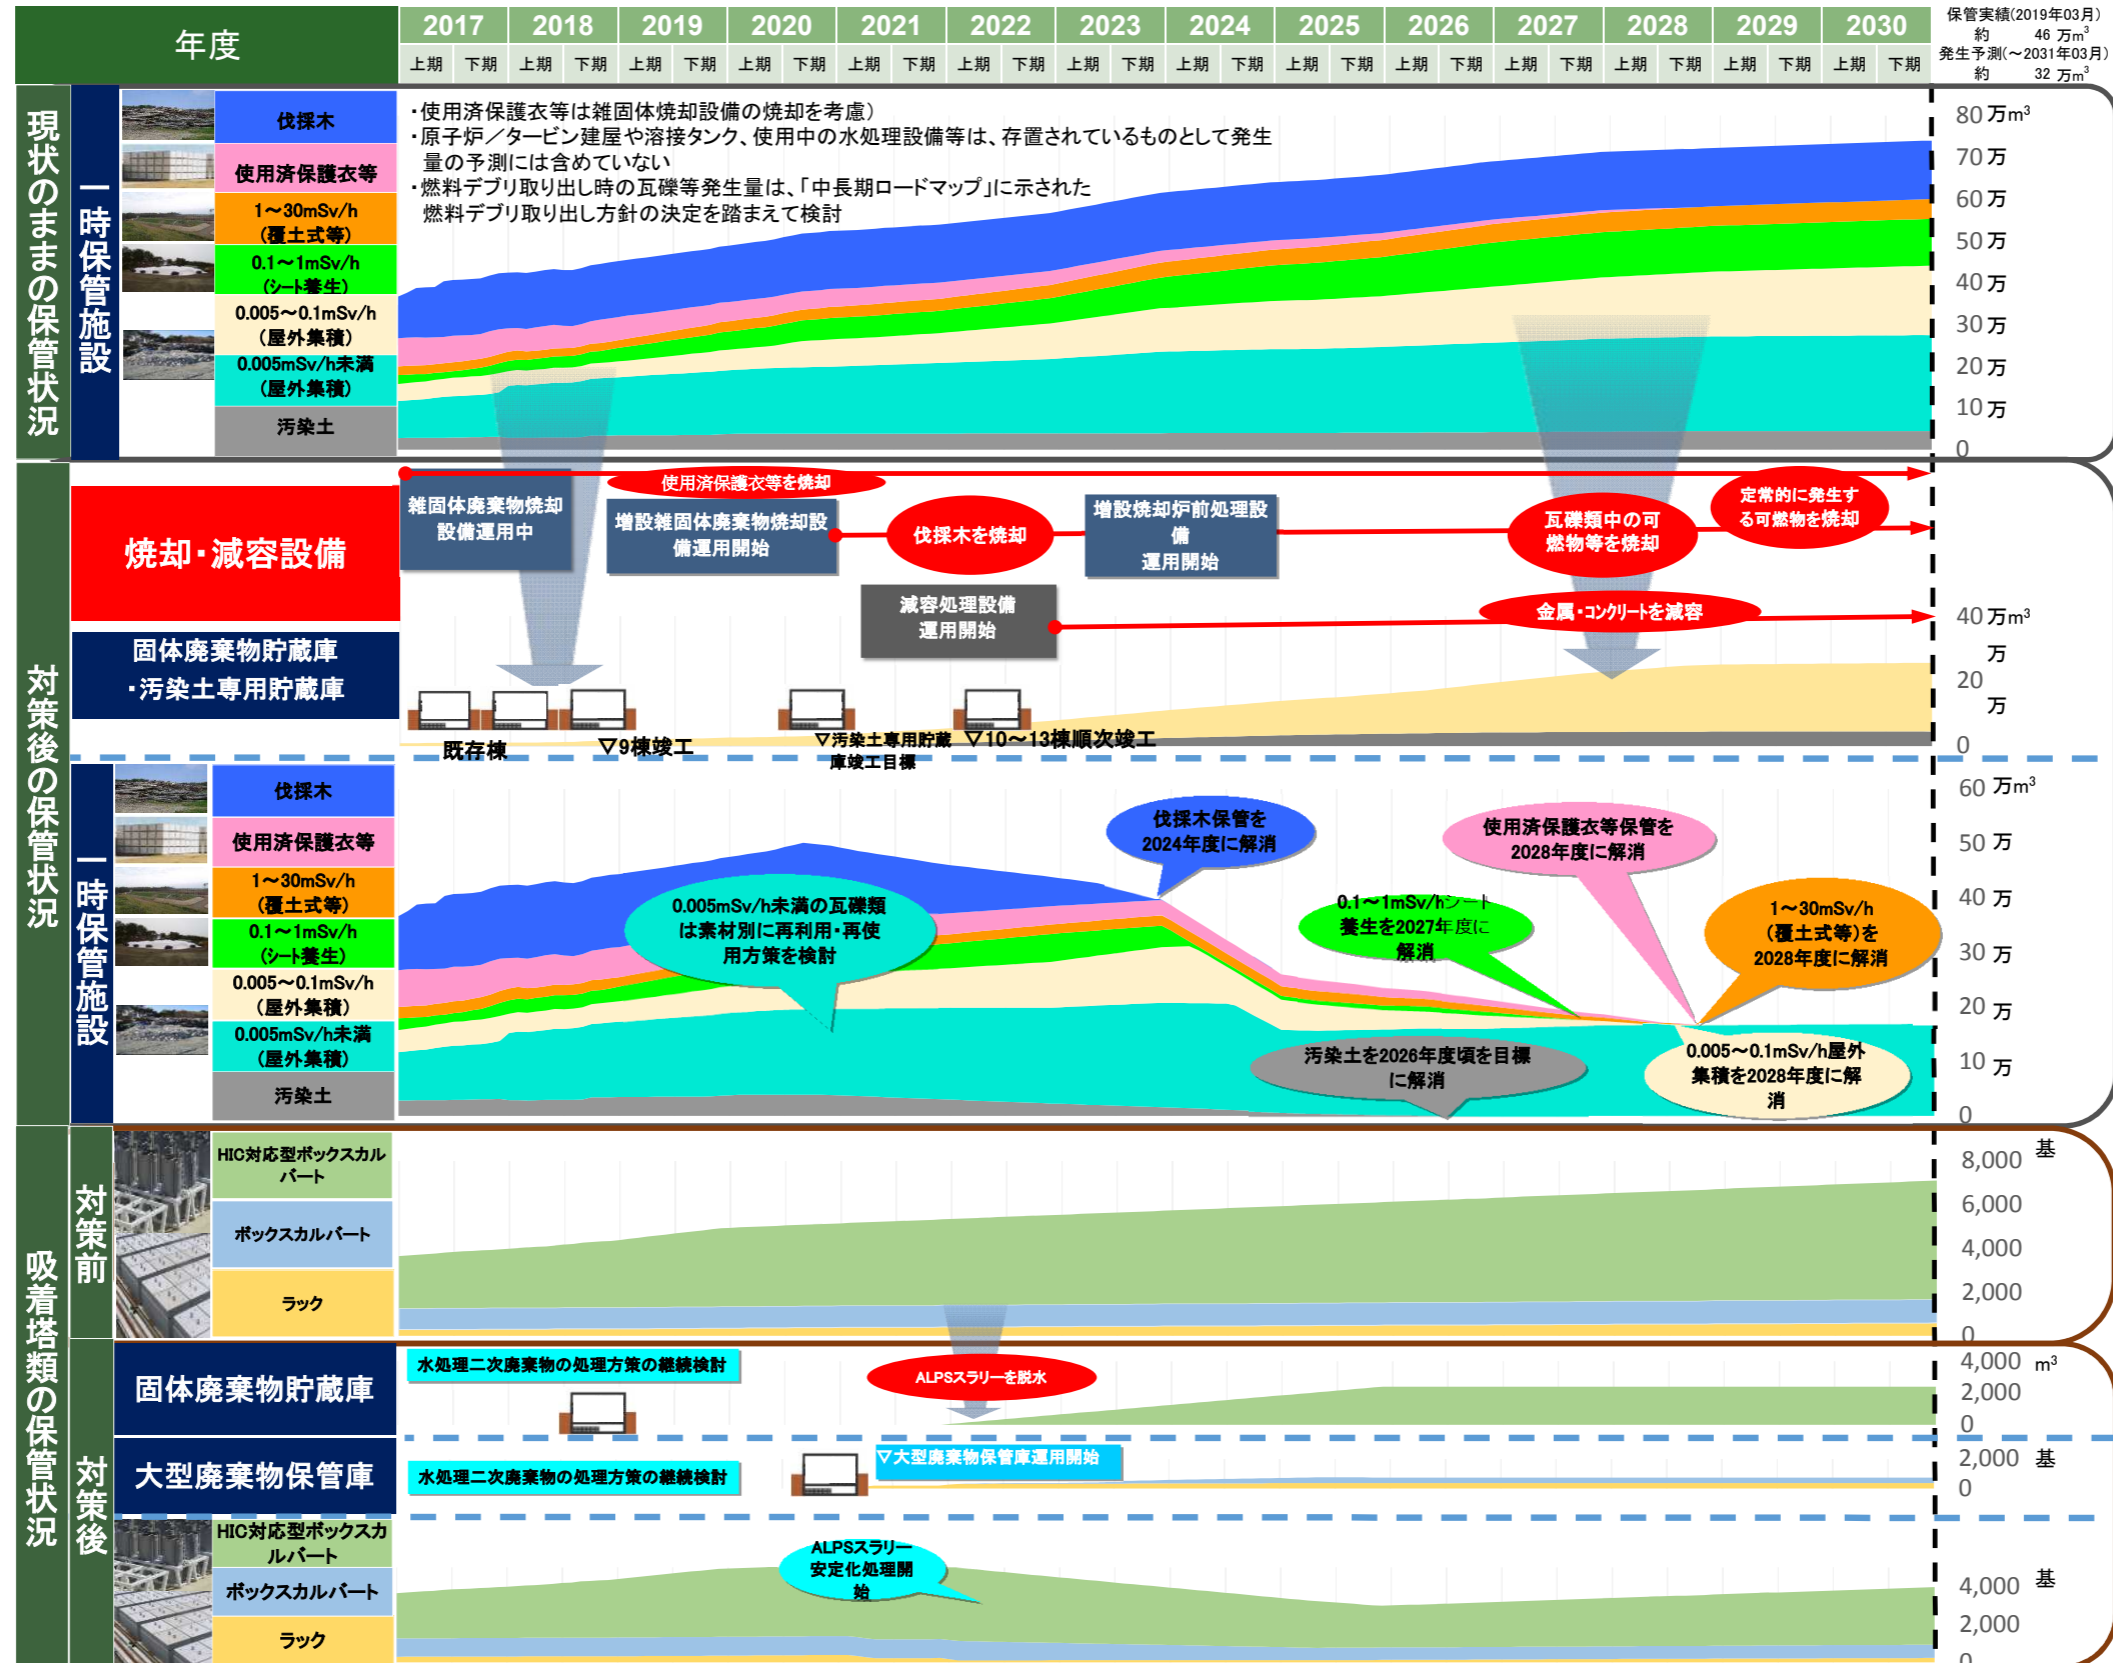 年度
2017 2018 2019 2020 2021 2022 2023 2024 2025 2026 2027 2028 2029 2030
上期 下期 上期 下期 上期 下期 上期 下期 上期 下期 上期 下期 上期 下期 上期 下期 上期 下期 上期 下期 上期 下期 上期 下期 上期 下期 上期 下期
保管実績(2019年03月)
約 46 万m³
発生予測(～2031年03月)
約 32 万m³
現状のままの保管状況
一時保管施設
伐採木
使用済保護衣等
1～30mSv/h
(覆土式等)
0.1～1mSv/h
(シート養生)
0.005～0.1mSv/h
(屋外集積)
0.005mSv/h未満
(屋外集積)
汚染土
・使用済保護衣等は雑固体焼却設備の焼却を考慮)
・原子炉／タービン建屋や溶接タンク、使用中の水処理設備等は、存置されているものとして発生
量の予測には含めていない
・燃料デブリ取り出し時の瓦礫等発生量は、「中長期ロードマップ」に示された
燃料デブリ取り出し方針の決定を踏まえて検討
80 万m³
70 万
60 万
50 万
40 万
30 万
20 万
10 万
0
対策後の保管状況
焼却・減容設備
雑固体廃棄物焼却
設備運用中
使用済保護衣等を焼却
増設雑固体廃棄物焼却設
備運用開始
伐採木を焼却
増設焼却炉前処理設
備
運用開始
瓦礫類中の可
燃物等を焼却
定常的に発生す
る可燃物を焼却
減容処理設備
運用開始
金属・コンクリートを減容
固体廃棄物貯蔵庫
・汚染土専用貯蔵庫
既存棟
▽9棟竣工
▽汚染土専用貯蔵
庫竣工目標
▽10～13棟順次竣工
40 万m³
万
20
万
0
一時保管施設
伐採木
使用済保護衣等
1～30mSv/h
(覆土式等)
0.1～1mSv/h
(シート養生)
0.005～0.1mSv/h
(屋外集積)
0.005mSv/h未満
(屋外集積)
汚染土
0.005mSv/h未満の瓦礫類
は素材別に再利用・再使
用方策を検討
伐採木保管を
2024年度に解消
使用済保護衣等保管を
2028年度に解消
0.1～1mSv/hシート
養生を2027年度に
解消
1～30mSv/h
(覆土式等)を
2028年度に解消
汚染土を2026年度頃を目標
に解消
0.005～0.1mSv/h屋外
集積を2028年度に解
消
60 万m³
50 万
40 万
30 万
20 万
10 万
0
吸着塔類の保管状況
対策前
HIC対応型ボックスカル
バート
ボックスカルバート
ラック
基
8,000
6,000
4,000
2,000
0
対策後
固体廃棄物貯蔵庫
水処理二次廃棄物の処理方策の継続検討
ALPSスラリーを脱水
4,000 m³
2,000
0
大型廃棄物保管庫
水処理二次廃棄物の処理方策の継続検討
▽大型廃棄物保管庫運用開始
2,000 基
0
HIC対応型ボックスカ
ルバート
ボックスカルバート
ラック
ALPSスラリー
安定化処理開
始
4,000 基
2,000
0